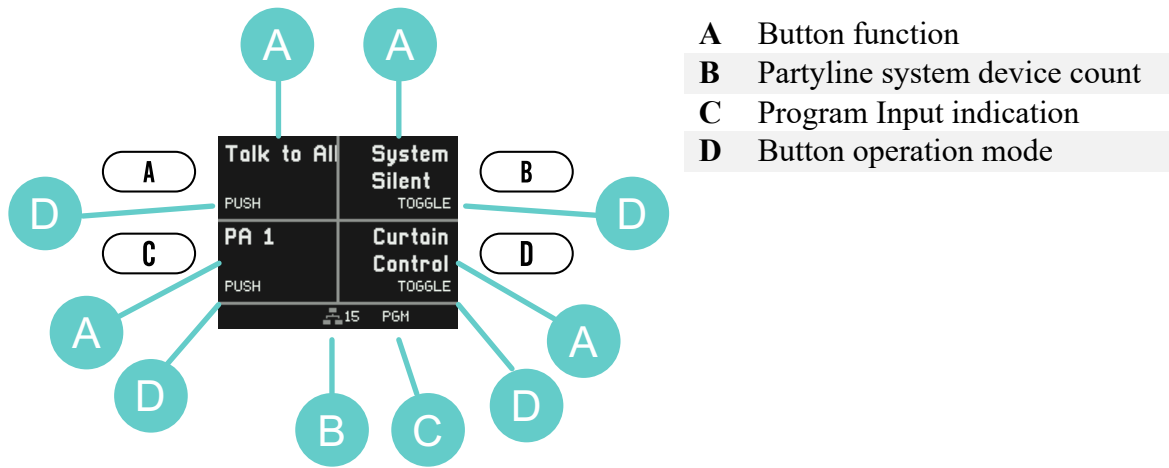 A A
A Button function
B Partyline system device count
C Program Input indication
D Button operation mode
Talk to All System
Silent
A B
PUSH TOGGLE
D D
PA 1 Curtain
Control
C D
PUSH TOGGLE
15 PGM
A A
D D
B C